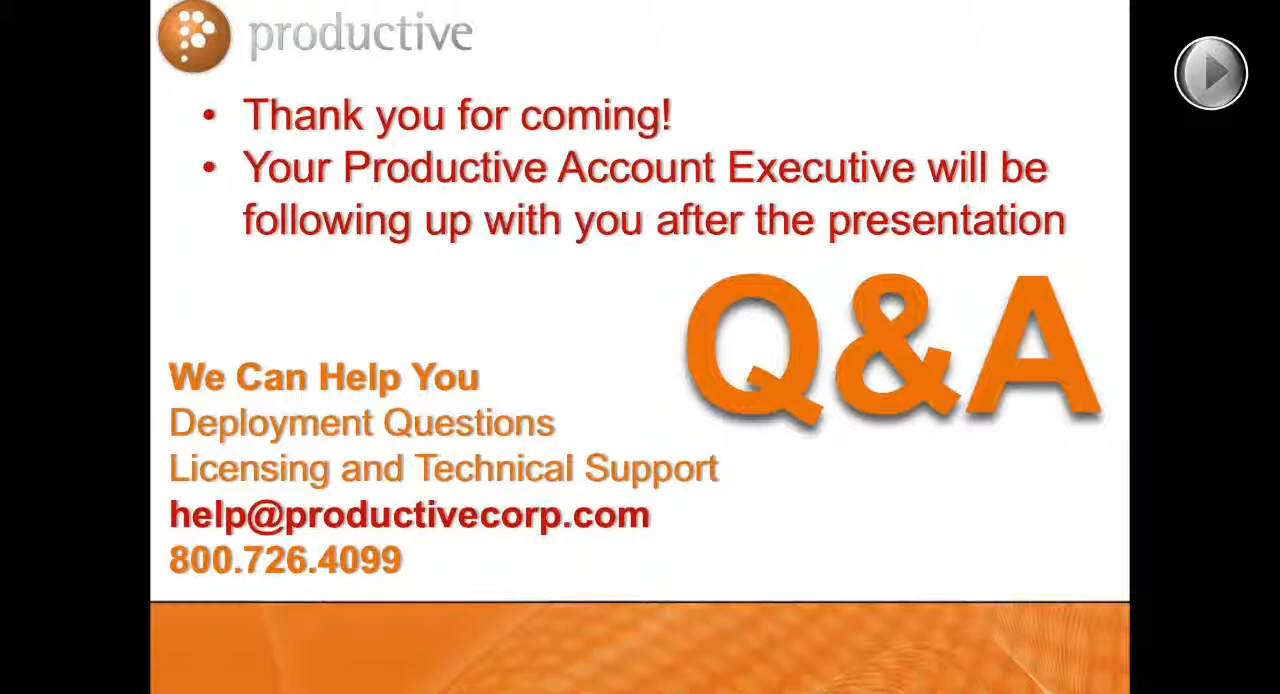 productive
• Thank you for coming!
• Your Productive Account Executive will be
following up with you after the presentation
Q&A
We Can Help You
Deployment Questions
Licensing and Technical Support
help@productivecorp.com
800.726.4099